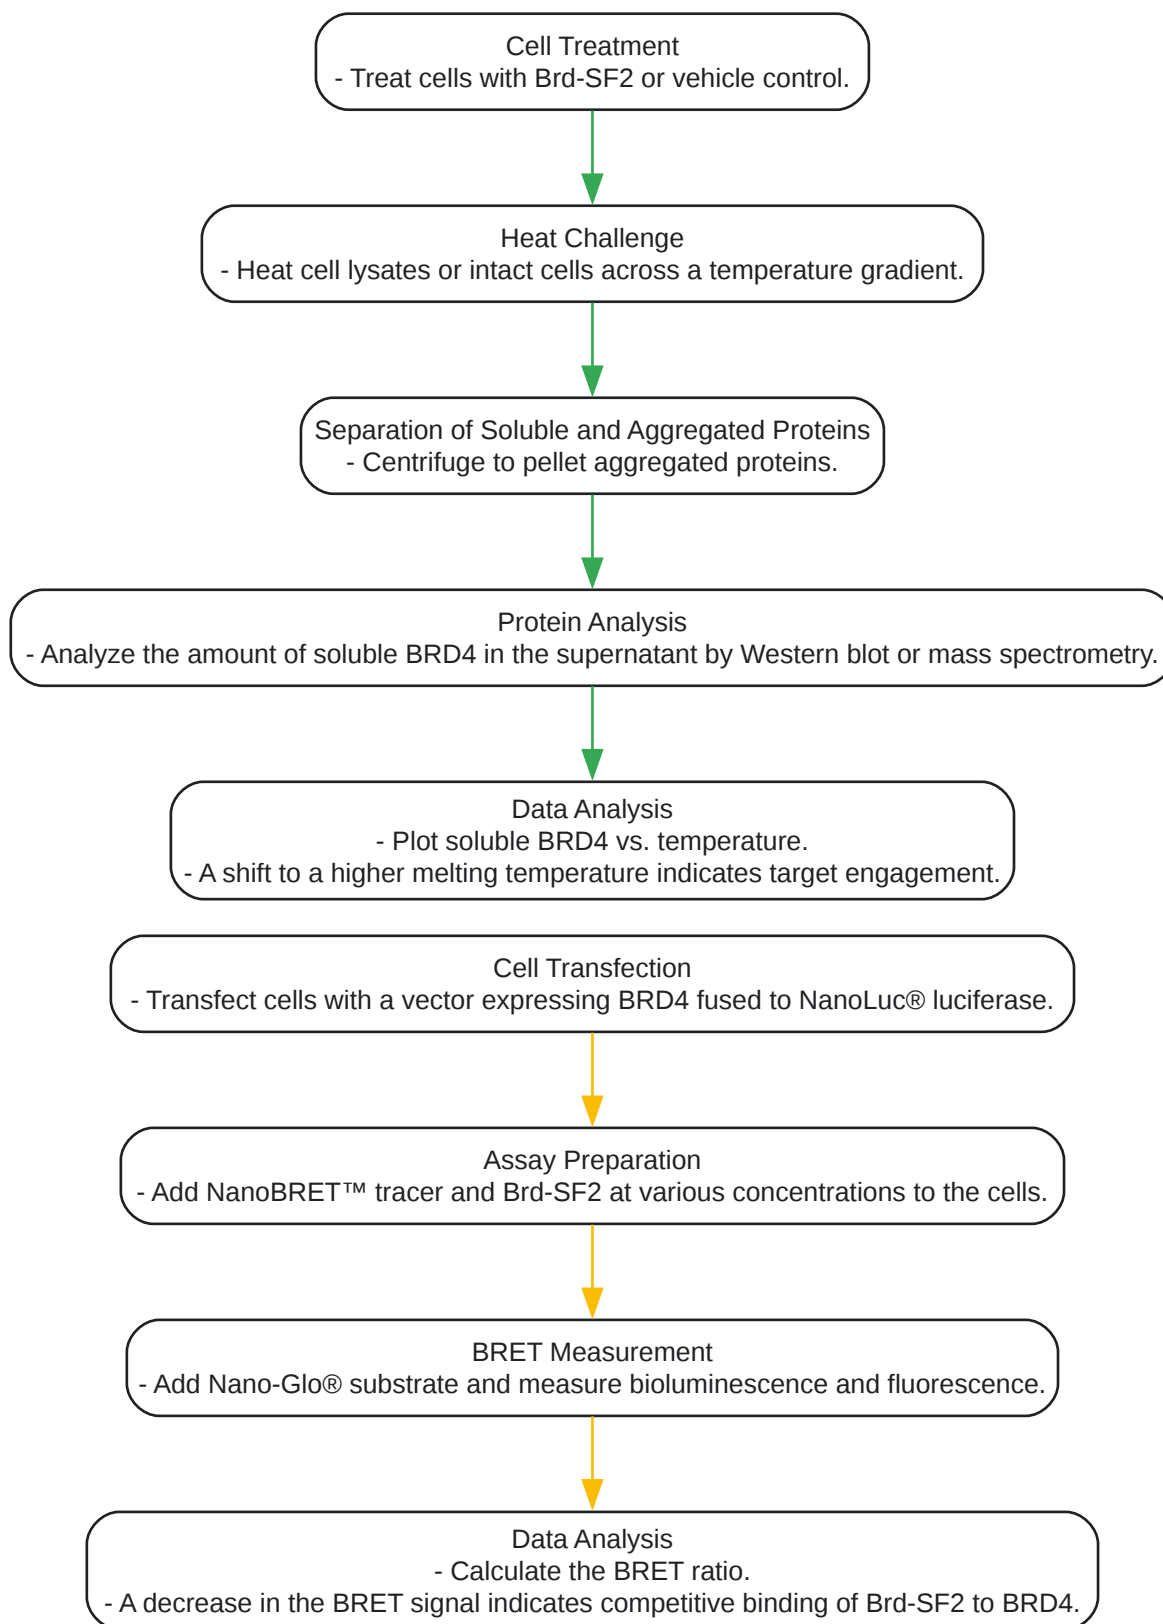 Cell Treatment
- Treat cells with Brd-SF2 or vehicle control.
Heat Challenge
- Heat cell lysates or intact cells across a temperature gradient.
Separation of Soluble and Aggregated Proteins
- Centrifuge to pellet aggregated proteins.
Protein Analysis
- Analyze the amount of soluble BRD4 in the supernatant by Western blot or mass spectrometry.
Data Analysis
- Plot soluble BRD4 vs. temperature.
- A shift to a higher melting temperature indicates target engagement.
Cell Transfection
- Transfect cells with a vector expressing BRD4 fused to NanoLuc® luciferase.
Assay Preparation
- Add NanoBRET™ tracer and Brd-SF2 at various concentrations to the cells.
BRET Measurement
- Add Nano-Glo® substrate and measure bioluminescence and fluorescence.
Data Analysis
- Calculate the BRET ratio.
- A decrease in the BRET signal indicates competitive binding of Brd-SF2 to BRD4.